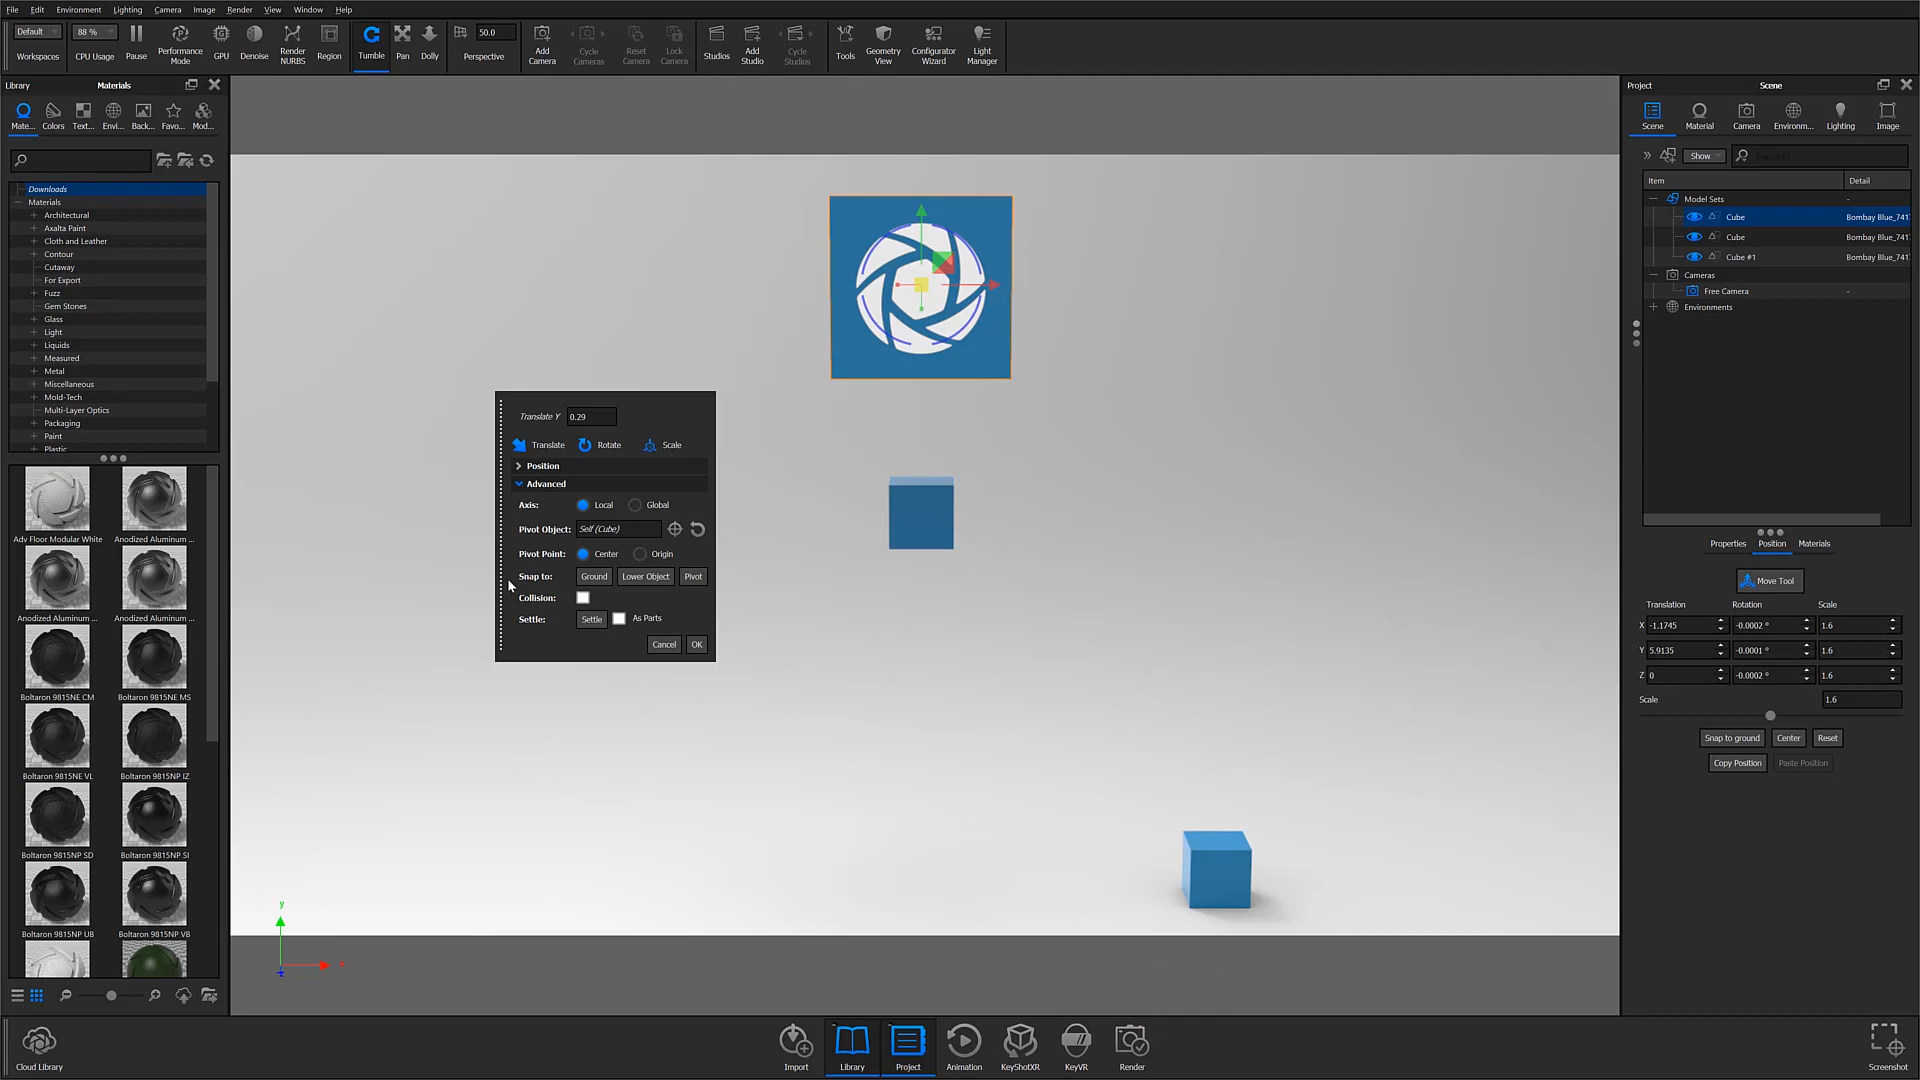 File Edit Environment Lighting Camera Image Render View Window Help
Default 88 % 50.0
Workspaces CPU Usage Pause Performance Mode GPU Denoise Render NURBS Region Tumble Pan Dolly Perspective Add Camera Cycle Cameras Reset Camera Lock Camera Studios Add Studio Cycle Studios Tools Geometry View Configurator Wizard Light Manager
Library Materials
Mate... Colors Text... Envi... Back... Favo... Mod...
Downloads
Materials
Architectural
Axalta Paint
Cloth and Leather
Contour
Cutaway
For Export
Fuzz
Gem Stones
Glass
Light
Liquids
Measured
Metal
Miscellaneous
Mold-Tech
Multi-Layer Optics
Packaging
Paint
Plastic
Adv Floor Modular White Anodized Aluminum ...
Anodized Aluminum ... Anodized Aluminum ...
Boltaron 9815NE CM Boltaron 9815NE MS
Boltaron 9815NE VL Boltaron 9815NP IZ
Boltaron 9815NP SD Boltaron 9815NP SI
Boltaron 9815NP UB Boltaron 9815NP VB
Translate Y 0.29
Translate Rotate Scale
Position
Advanced
Axis: Local Global
Pivot Object: Self (Cube)
Pivot Point: Center Origin
Snap to: Ground Lower Object Pivot
Collision:
Settle: Settle As Parts
Cancel OK
y
Project Scene
Scene Material Camera Environm... Lighting Image
Show
Item Detail
Model Sets -
Cube Bombay Blue_741
Cube Bombay Blue_741
Cube #1 Bombay Blue_741
Cameras
Free Camera -
Environments
Properties Position Materials
Move Tool
Translation Rotation Scale
X -1.1745 -0.0002 ° 1.6
Y 5.9135 -0.0001 ° 1.6
Z 0 -0.0002 ° 1.6
Scale 1.6
Snap to ground Center Reset
Copy Position Paste Position
Cloud Library Import Library Project Animation KeyShotXR KeyVR Render Screenshot